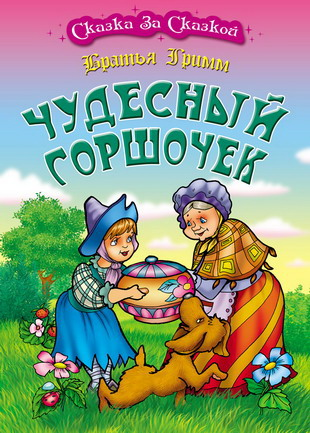 Сказка За Сказкой
Братья Гримм
ЧУДЕСНЫЙ
ГОРШОЧЕК